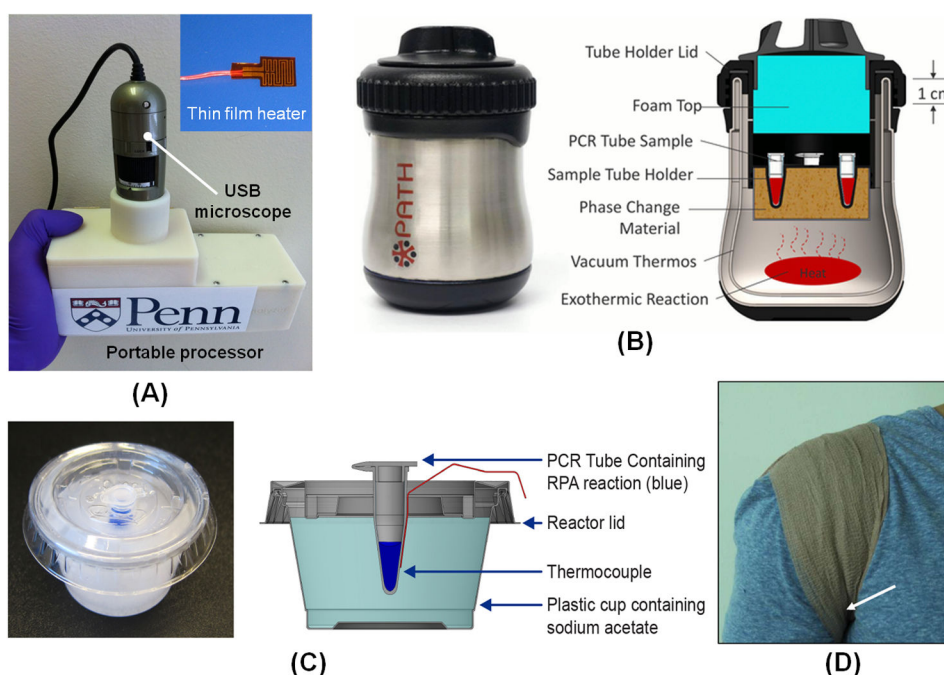 Thin film heater
USB
microscope
Penn
UNIVERSITY OF PENNSYLVANIA
Portable processor
(A)
PATH
Tube Holder Lid
Foam Top
PCR Tube Sample
Sample Tube Holder
Phase Change
Material
Vacuum Thermos
Exothermic Reaction
Heat
1 cm
(B)
PCR Tube Containing
RPA reaction (blue)
Reactor lid
Thermocouple
Plastic cup containing
sodium acetate
(C)
(D)